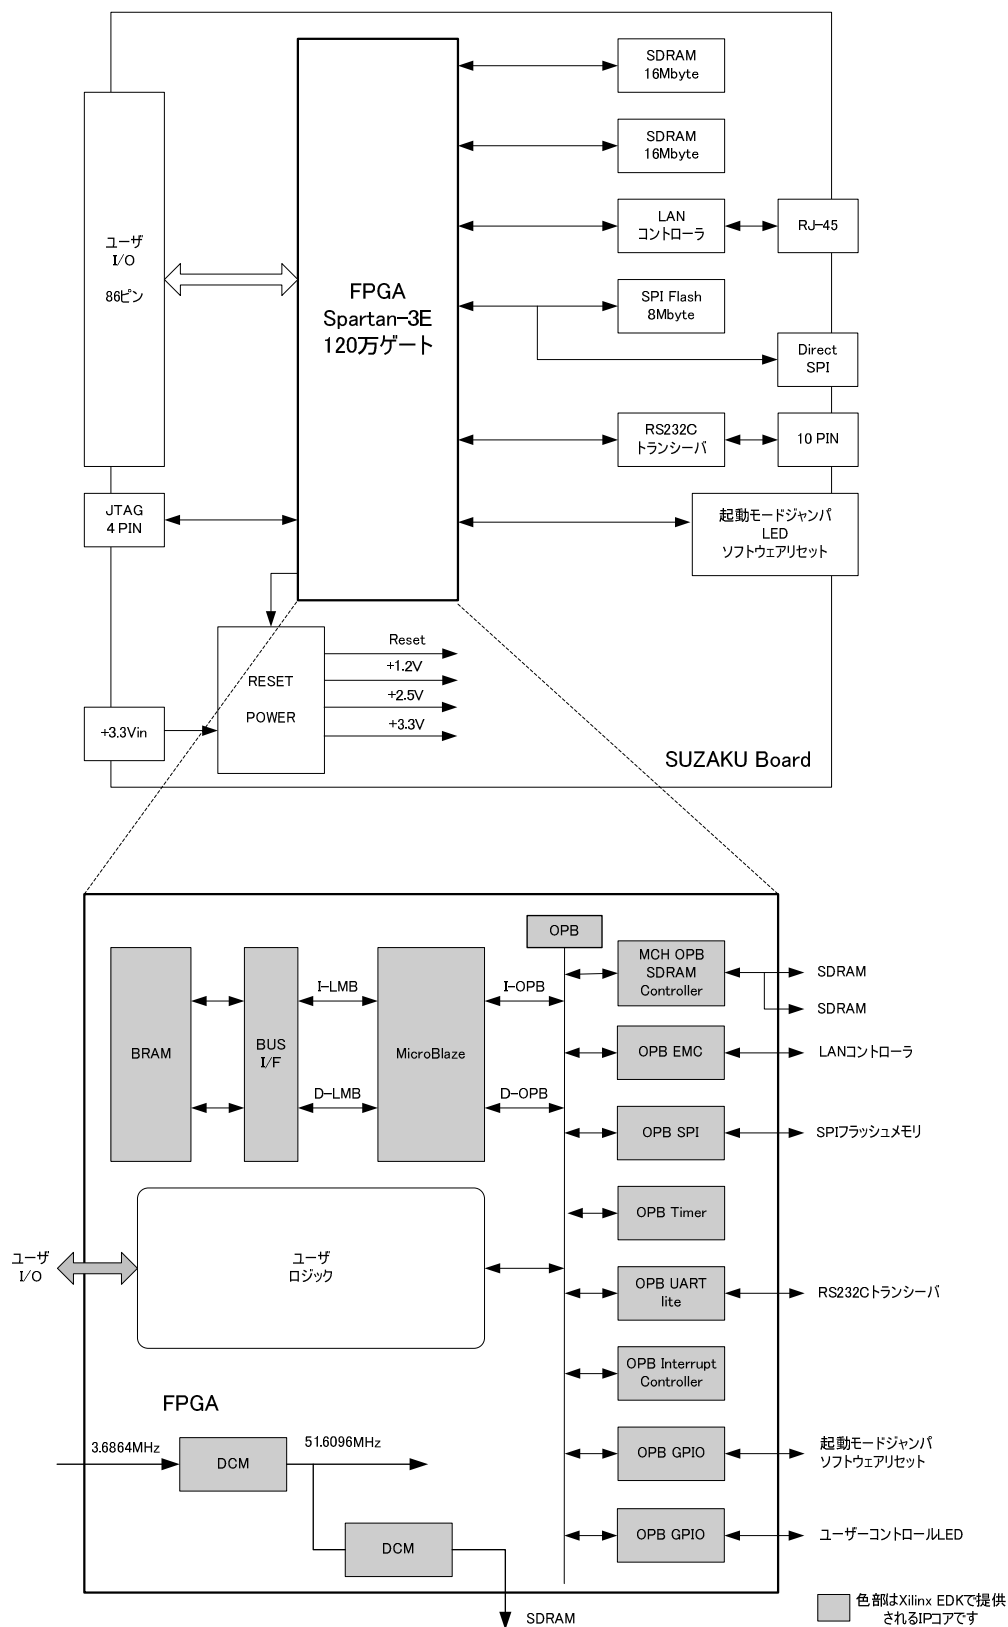 SDRAM
16Mbyte
SDRAM
16Mbyte
LAN
コントローラ
RJ-45
ユーザ
I/O
86ピン
FPGA
Spartan-3E
120万ゲート
SPI Flash
8Mbyte
Direct
SPI
RS232C
トランシーバ
10 PIN
JTAG
4 PIN
起動モードジャンパ
LED
ソフトウェアリセット
RESET
POWER
Reset
+1.2V
+2.5V
+3.3V
+3.3Vin
SUZAKU Board
OPB
BRAM
BUS
I/F
I-LMB
D-LMB
MicroBlaze
I-OPB
D-OPB
MCH OPB
SDRAM
Controller
SDRAM
SDRAM
OPB EMC
LANコントローラ
OPB SPI
SPIフラッシュメモリ
OPB Timer
ユーザ
I/O
ユーザ
ロジック
OPB UART
lite
RS232Cトランシーバ
OPB Interrupt
Controller
FPGA
3.6864MHz
DCM
51.6096MHz
OPB GPIO
起動モードジャンパ
ソフトウェアリセット
DCM
OPB GPIO
ユーザーコントロールLED
SDRAM
色部はXilinx EDKで提供
されるIPコアです